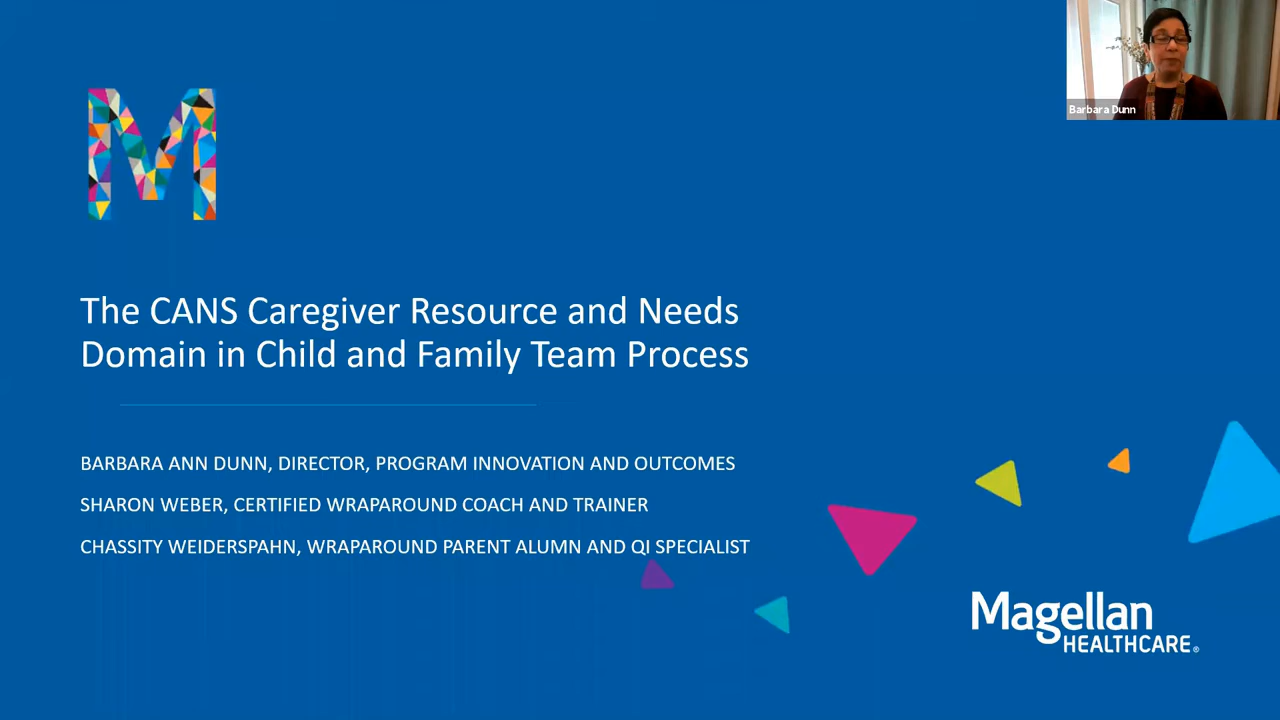 Barbara Dunn
M
The CANS Caregiver Resource and Needs
Domain in Child and Family Team Process
BARBARA ANN DUNN, DIRECTOR, PROGRAM INNOVATION AND OUTCOMES
SHARON WEBER, CERTIFIED WRAPAROUND COACH AND TRAINER
CHASSITY WEIDERSPAHN, WRAPAROUND PARENT ALUMN AND QI SPECIALIST
Magellan
HEALTHCARE®